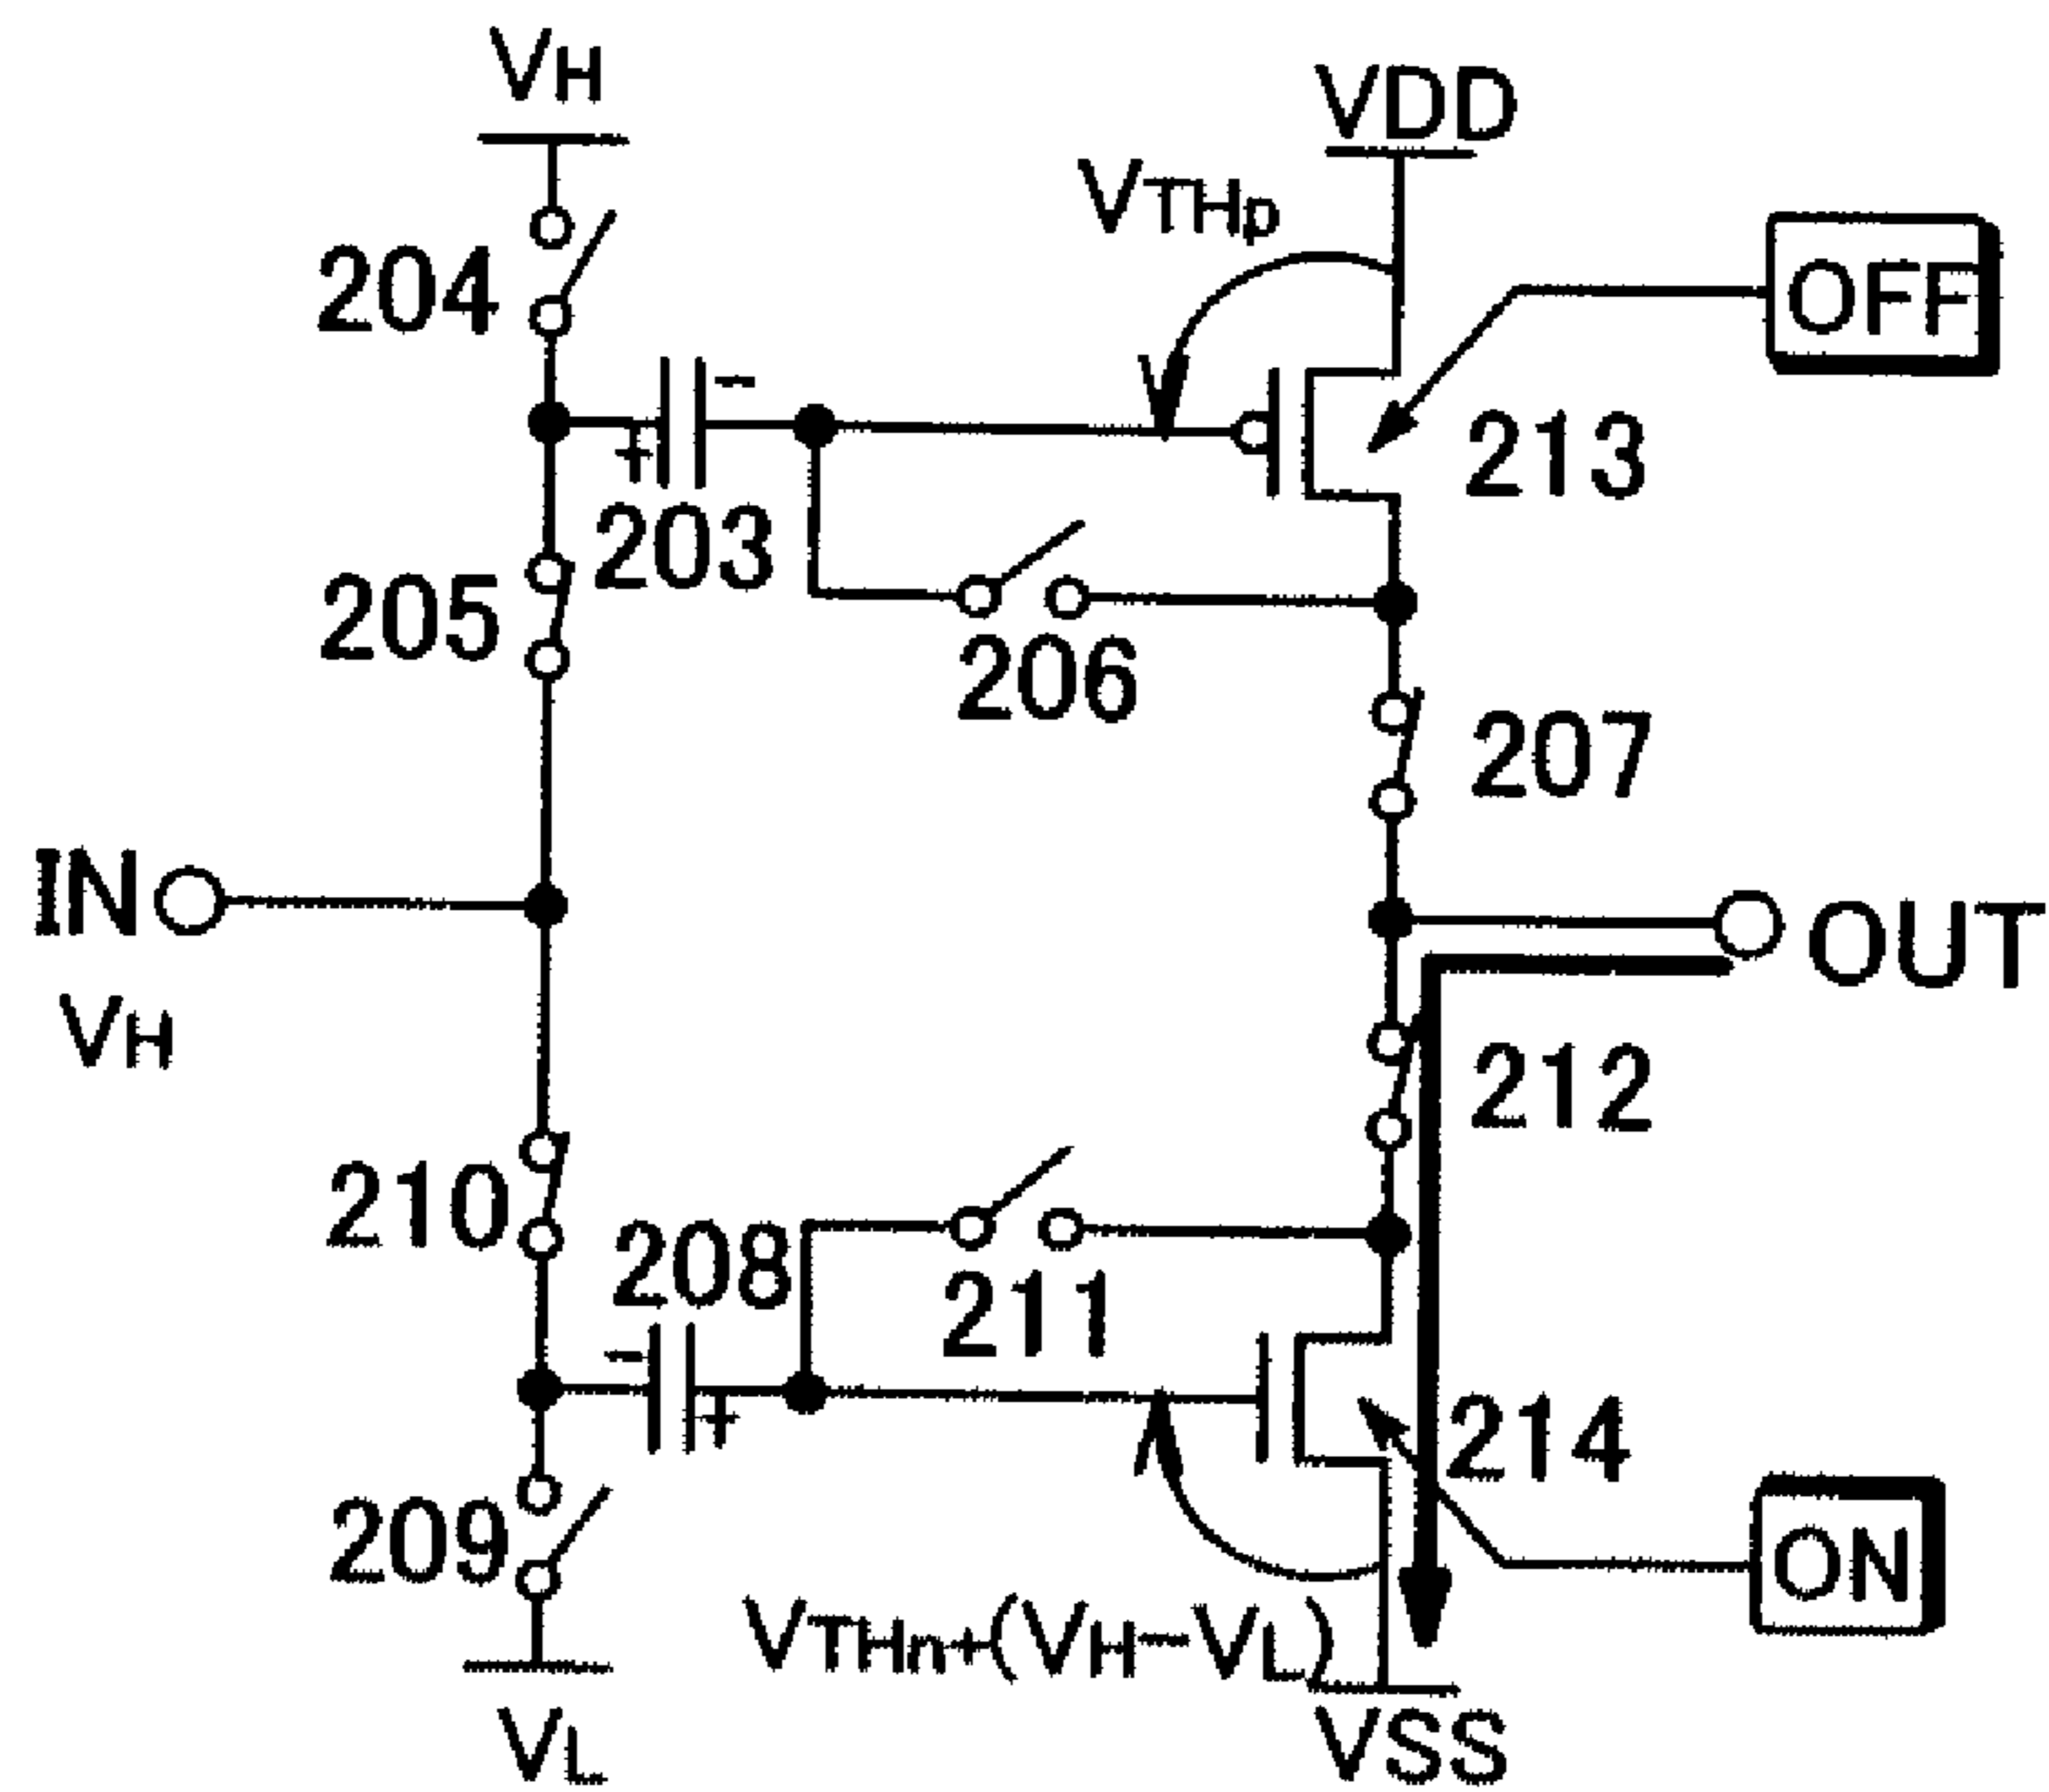 VH
VDD
VTHp
OFF
204
203
213
205
206
207
IN
OUT
VH
212
210
208
211
214
209
ON
VTHn+(VH-VL)
VL
VSS